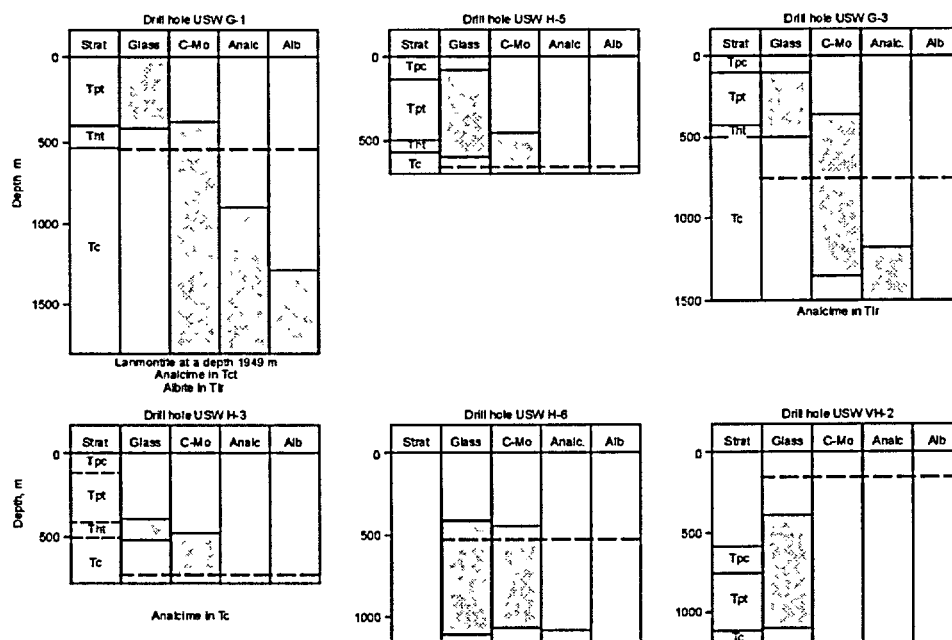 Drill hole USW G-1
Strat Glass C-Mo Analc Alb
0
Tpt
Tht
500
Depth, m
1000
Tc
1500
Lanmontite at a depth 1949 m
Analcime in Tct
Albite in Tlr
Drill hole USW H-5
Strat Glass C-Mo Analc. Alb
0
Tpc
Tpt
500
Tht
Tc
Drill hole USW G-3
Strat Glass C-Mo Analc. Alb
0
Tpc
Tpt
Tht
500
1000
Tc
1500
Analcime in Tlr
Drill hole USW H-3
Strat Glass C-Mo Analc Alb
0
Tpc
Tpt
Depth, m
Tht
500
Tc
Analcime in Tc
Drill hole USW H-6
Strat Glass C-Mo Analc. Alb
0
500
1000
Drill hole USW VH-2
Strat Glass C-Mo Analc Alb
0
500
Tpc
Tpt
1000
Tc